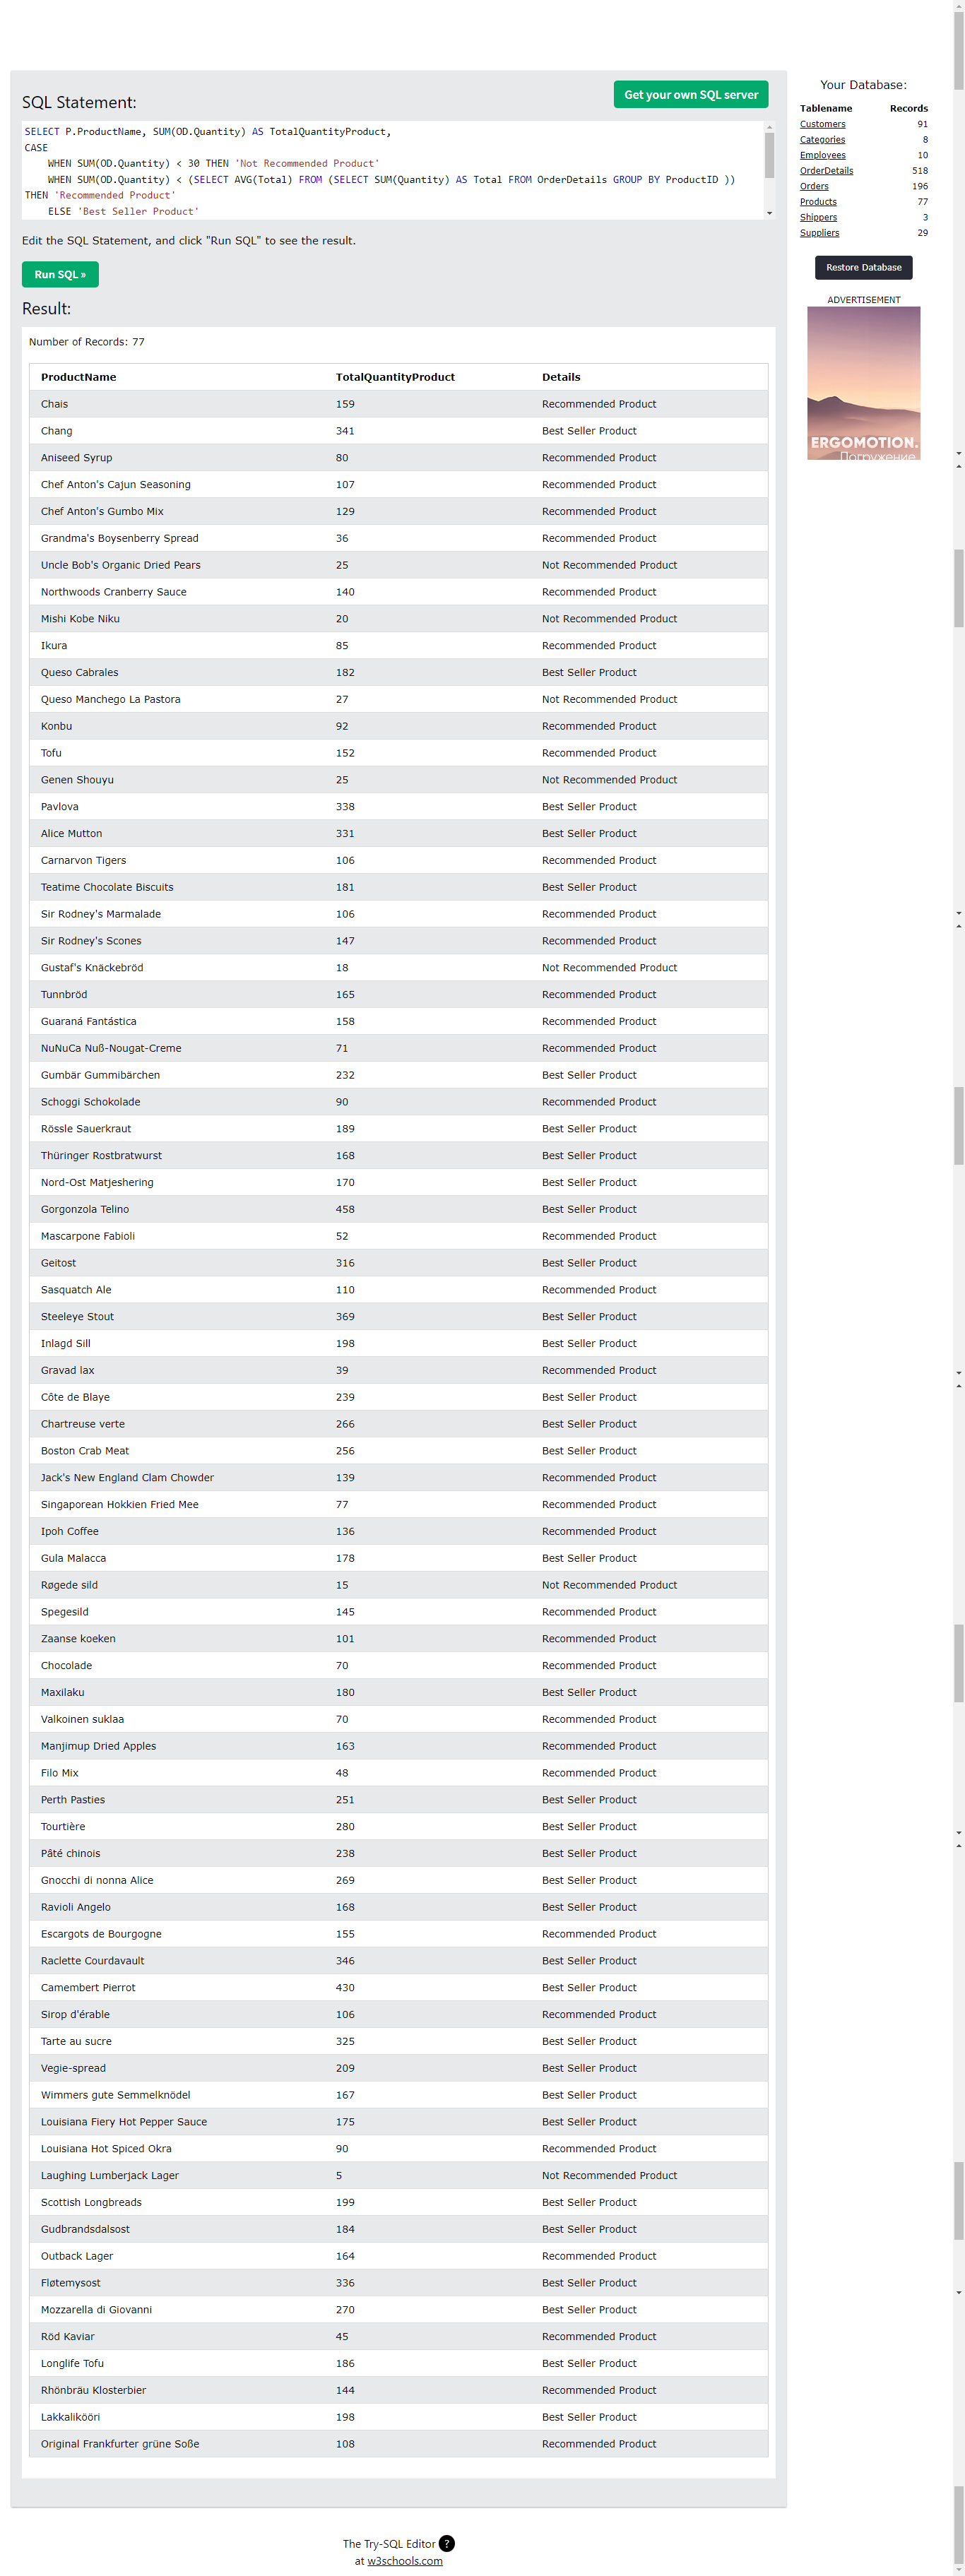 SQL Statement:
Get your own SQL server
SELECT P.ProductName, SUM(OD.Quantity) AS TotalQuantityProduct,
CASE
WHEN SUM(OD.Quantity) < 30 THEN 'Not Recommended Product'
WHEN SUM(OD.Quantity) < (SELECT AVG(Total) FROM (SELECT SUM(Quantity) AS Total FROM OrderDetails GROUP BY ProductID ))
THEN 'Recommended Product'
ELSE 'Best Seller Product'
Edit the SQL Statement, and click "Run SQL" to see the result.
Run SQL »
Result:
Number of Records: 77
ProductName TotalQuantityProduct Details
Chais 159 Recommended Product
Chang 341 Best Seller Product
Aniseed Syrup 80 Recommended Product
Chef Anton's Cajun Seasoning 107 Recommended Product
Chef Anton's Gumbo Mix 129 Recommended Product
Grandma's Boysenberry Spread 36 Recommended Product
Uncle Bob's Organic Dried Pears 25 Not Recommended Product
Northwoods Cranberry Sauce 140 Recommended Product
Mishi Kobe Niku 20 Not Recommended Product
Ikura 85 Recommended Product
Queso Cabrales 182 Best Seller Product
Queso Manchego La Pastora 27 Not Recommended Product
Konbu 92 Recommended Product
Tofu 152 Recommended Product
Genen Shouyu 25 Not Recommended Product
Pavlova 338 Best Seller Product
Alice Mutton 331 Best Seller Product
Carnarvon Tigers 106 Recommended Product
Teatime Chocolate Biscuits 181 Best Seller Product
Sir Rodney's Marmalade 106 Recommended Product
Sir Rodney's Scones 147 Recommended Product
Gustaf's Knäckebröd 18 Not Recommended Product
Tunnbröd 165 Recommended Product
Guaraná Fantástica 158 Recommended Product
NuNuCa Nuß-Nougat-Creme 71 Recommended Product
Gumbär Gummibärchen 232 Best Seller Product
Schoggi Schokolade 90 Recommended Product
Rössle Sauerkraut 189 Best Seller Product
Thüringer Rostbratwurst 168 Best Seller Product
Nord-Ost Matjeshering 170 Best Seller Product
Gorgonzola Telino 458 Best Seller Product
Mascarpone Fabioli 52 Recommended Product
Geitost 316 Best Seller Product
Sasquatch Ale 110 Recommended Product
Steeleye Stout 369 Best Seller Product
Inlagd Sill 198 Best Seller Product
Gravad lax 39 Recommended Product
Côte de Blaye 239 Best Seller Product
Chartreuse verte 266 Best Seller Product
Boston Crab Meat 256 Best Seller Product
Jack's New England Clam Chowder 139 Recommended Product
Singaporean Hokkien Fried Mee 77 Recommended Product
Ipoh Coffee 136 Recommended Product
Gula Malacca 178 Best Seller Product
Røgede sild 15 Not Recommended Product
Spegesild 145 Recommended Product
Zaanse koeken 101 Recommended Product
Chocolade 70 Recommended Product
Maxilaku 180 Best Seller Product
Valkoinen suklaa 70 Recommended Product
Manjimup Dried Apples 163 Recommended Product
Filo Mix 48 Recommended Product
Perth Pasties 251 Best Seller Product
Tourtière 280 Best Seller Product
Pâté chinois 238 Best Seller Product
Gnocchi di nonna Alice 269 Best Seller Product
Ravioli Angelo 168 Best Seller Product
Escargots de Bourgogne 155 Recommended Product
Raclette Courdavault 346 Best Seller Product
Camembert Pierrot 430 Best Seller Product
Sirop d'érable 106 Recommended Product
Tarte au sucre 325 Best Seller Product
Vegie-spread 209 Best Seller Product
Wimmers gute Semmelknödel 167 Best Seller Product
Louisiana Fiery Hot Pepper Sauce 175 Best Seller Product
Louisiana Hot Spiced Okra 90 Recommended Product
Laughing Lumberjack Lager 5 Not Recommended Product
Scottish Longbreads 199 Best Seller Product
Gudbrandsdalsost 184 Best Seller Product
Outback Lager 164 Recommended Product
Fløtemysost 336 Best Seller Product
Mozzarella di Giovanni 270 Best Seller Product
Röd Kaviar 45 Recommended Product
Longlife Tofu 186 Best Seller Product
Rhönbräu Klosterbier 144 Recommended Product
Lakkalikööri 198 Best Seller Product
Original Frankfurter grüne Soße 108 Recommended Product
Your Database:
Tablename Records
Customers 91
Categories 8
Employees 10
OrderDetails 518
Orders 196
Products 77
Shippers 3
Suppliers 29
Restore Database
ADVERTISEMENT
ERGOMOTION.
Погружение
The Try-SQL Editor ?
at w3schools.com